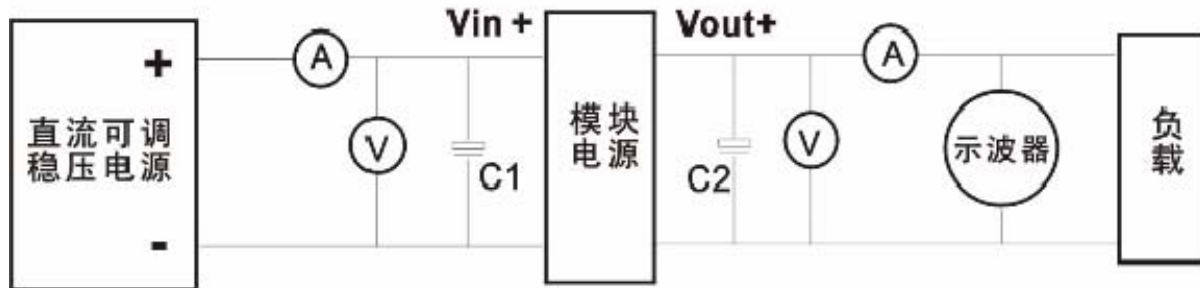 +
直流可调
稳压电源
-
A
V
C1
Vin +
模块
电源
Vout+
C2
V
A
示波器
负
载